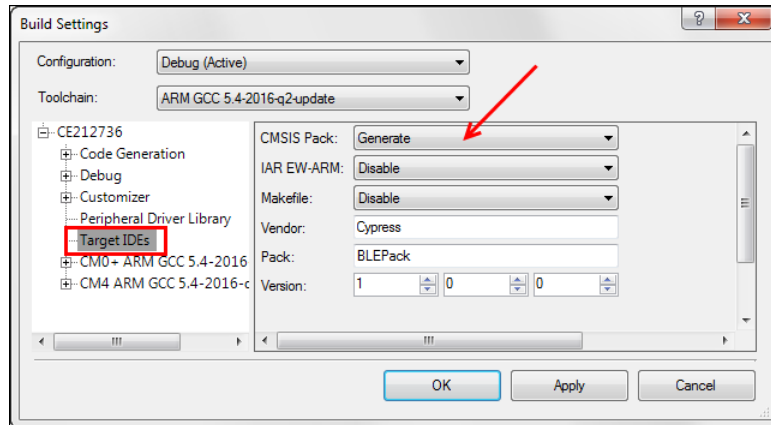 Build Settings
Configuration: Debug (Active)
Toolchain: ARM GCC 5.4-2016-q2-update
CE212736
Code Generation
Debug
Customizer
Peripheral Driver Library
Target IDEs
CM0+ ARM GCC 5.4-2016
CM4 ARM GCC 5.4-2016-
CMSIS Pack: Generate
IAR EW-ARM: Disable
Makefile: Disable
Vendor: Cypress
Pack: BLEPack
Version: 1 0 0
OK Apply Cancel